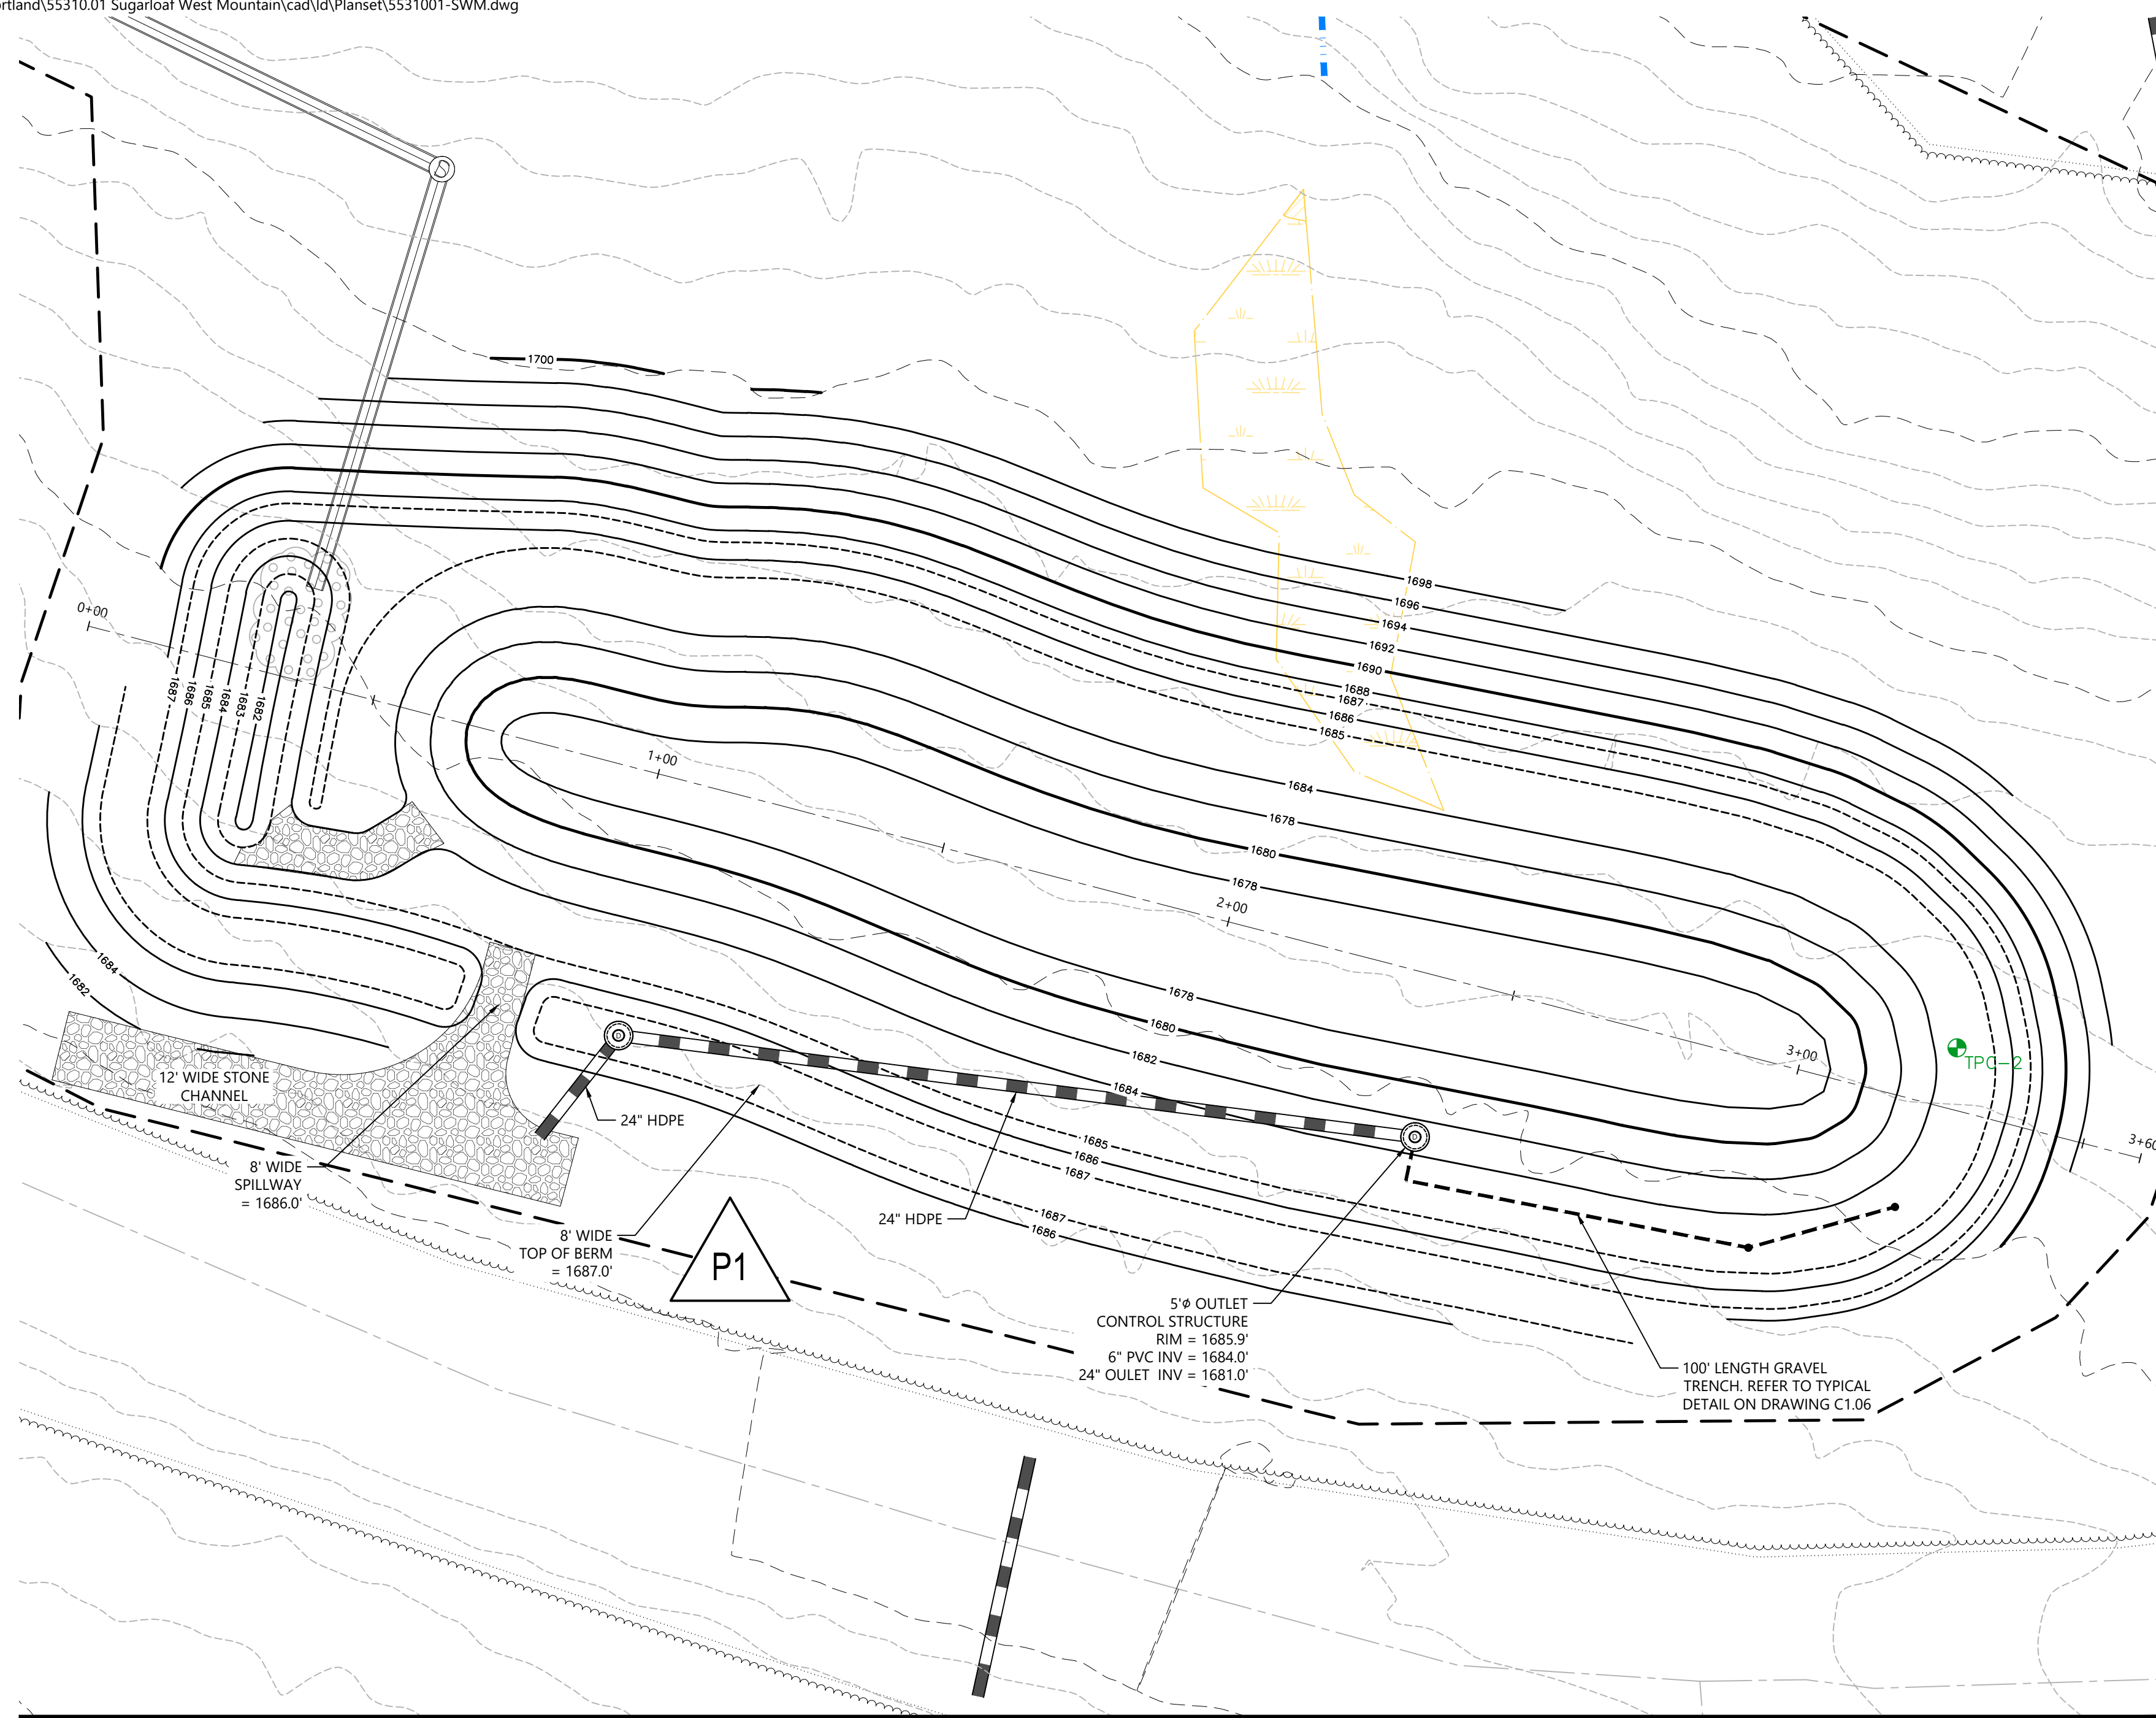 rtland\55310.01 Sugarloaf West Mountain\cad\ld\Planset\5531001-SWM.dwg
D
1700
0+00
1687
1686
1685
1684
1683
1682
1698
1696
1694
1692
1690
1688
1687
1686
1685
1+00
1684
1678
1680
1678
2+00
1678
1680
1682
1684
3+00
TPC-2
3+60
1684
1682
12' WIDE STONE
CHANNEL
8' WIDE
SPILLWAY
= 1686.0'
D
24" HDPE
1685
1686
1687
1687
1686
D
24" HDPE
8' WIDE
TOP OF BERM
= 1687.0'
P1
5'ø OUTLET
CONTROL STRUCTURE
RIM = 1685.9'
6" PVC INV = 1684.0'
24" OULET INV = 1681.0'
100' LENGTH GRAVEL
TRENCH. REFER TO TYPICAL
DETAIL ON DRAWING C1.06